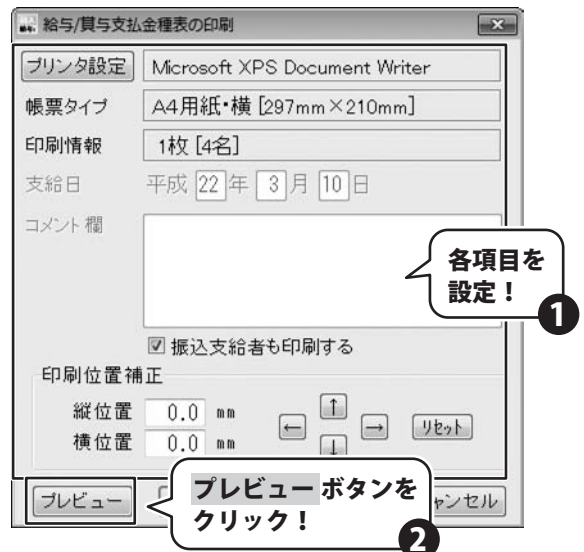 給与/賞与支払金種表の印刷
プリンタ設定 Microsoft XPS Document Writer
帳票タイプ A4用紙・横 [297mm×210mm]
印刷情報 1枚 [4名]
支給日 平成 22 年 3 月 10 日
コメント欄
各項目を
設定！
1
振込支給者も印刷する
印刷位置補正
縦位置 0.0 mm
横位置 0.0 mm
← ↑ → ↓ リセット
プレビュー
プレビュー ボタンを
クリック！
2
ャンセル